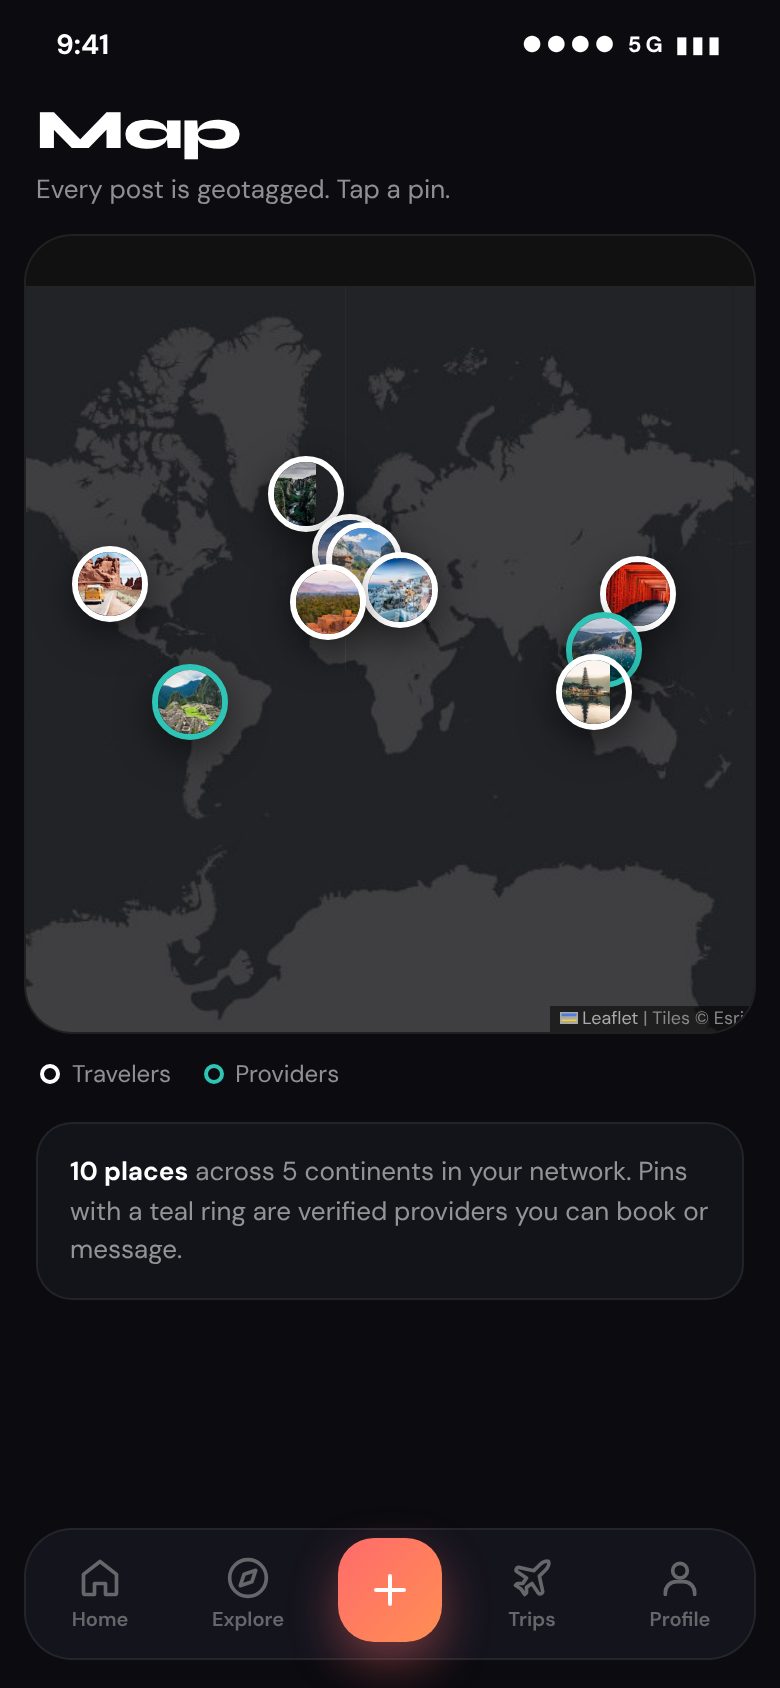 9:41
5G
Map
Every post is geotagged. Tap a pin.
Leaflet | Tiles © Esri
Travelers
Providers
10 places across 5 continents in your network. Pins
with a teal ring are verified providers you can book or
message.
Home
Explore
Trips
Profile